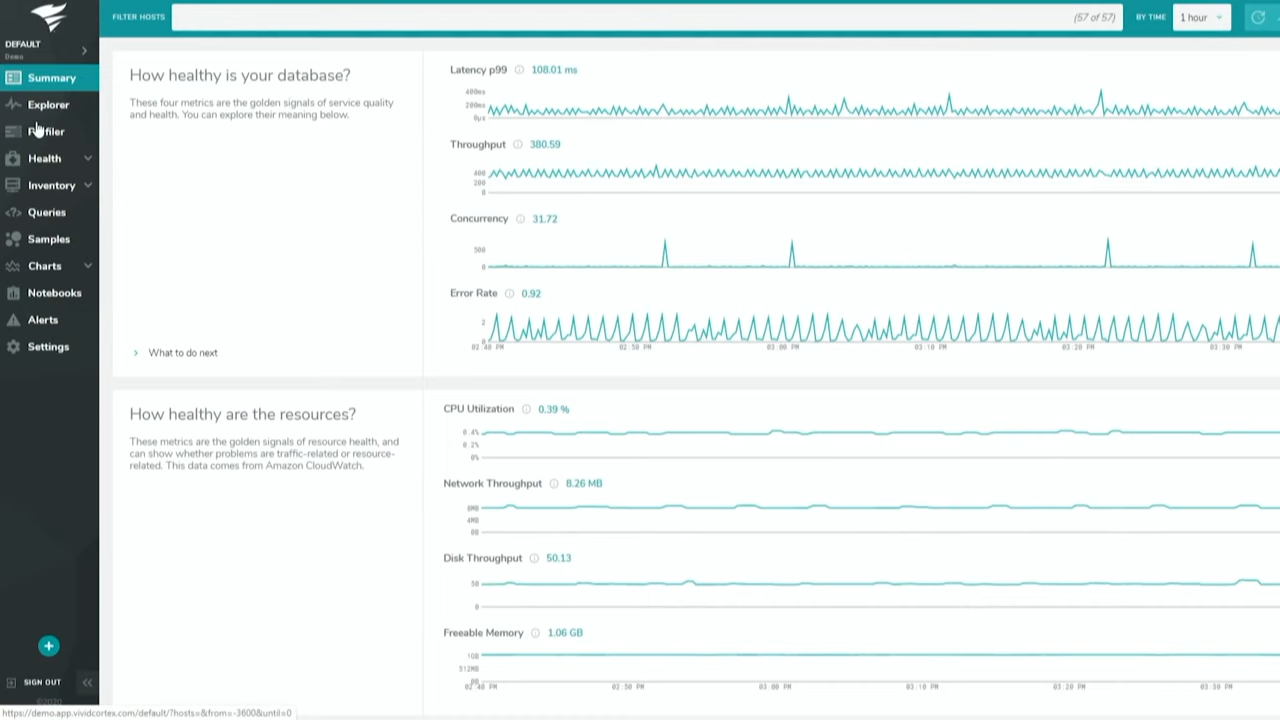 FILTER HOSTS
(57 of 57)
BY TIME
1 hour
DEFAULT
Demo
Summary
Explorer
Profiler
Health
Inventory
Queries
Samples
Charts
Notebooks
Alerts
Settings
SIGN OUT
©2020
https://demo.app.vividcortex.com/default/?hosts=&from=-3600&until=0
How healthy is your database?
These four metrics are the golden signals of service quality
and health. You can explore their meaning below.
What to do next
Latency p99 108.01 ms
400ms
200ms
0µs
Throughput 380.59
400
200
0
Concurrency 31.72
500
0
Error Rate 0.92
2
0
02:40 PM 02:50 PM 03:00 PM 03:10 PM 03:20 PM 03:30 PM
How healthy are the resources?
These metrics are the golden signals of resource health, and
can show whether problems are traffic-related or resource-
related. This data comes from Amazon CloudWatch.
CPU Utilization 0.39 %
0.4%
0.2%
0%
Network Throughput 8.26 MB
8MB
4MB
0B
Disk Throughput 50.13
50
0
Freeable Memory 1.06 GB
1GB
512MB
0B
02:40 PM 02:50 PM 03:00 PM 03:10 PM 03:20 PM 03:30 PM